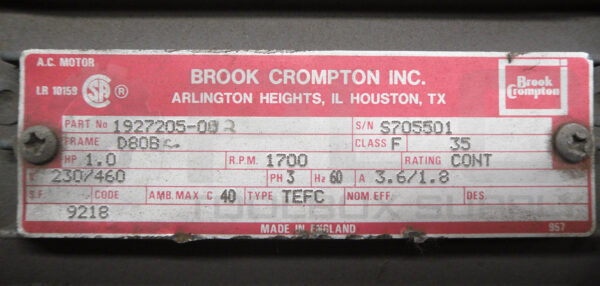 A.C. MOTOR
LR 10159 SA ®
BROOK CROMPTON INC.
ARLINGTON HEIGHTS, IL HOUSTON, TX
Brook
Crompton
PART No 1927205-00 S/N S705501
FRAME D80B CLASS F 35
HP 1.0 R.P.M. 1700 RATING CONT
230/460 PH 3 Hz 60 A 3.6/1.8
S.F. CODE AMB.MAX C 40 TYPE TEFC NOM.EFF. DES.
9218
MADE IN ENGLAND 957